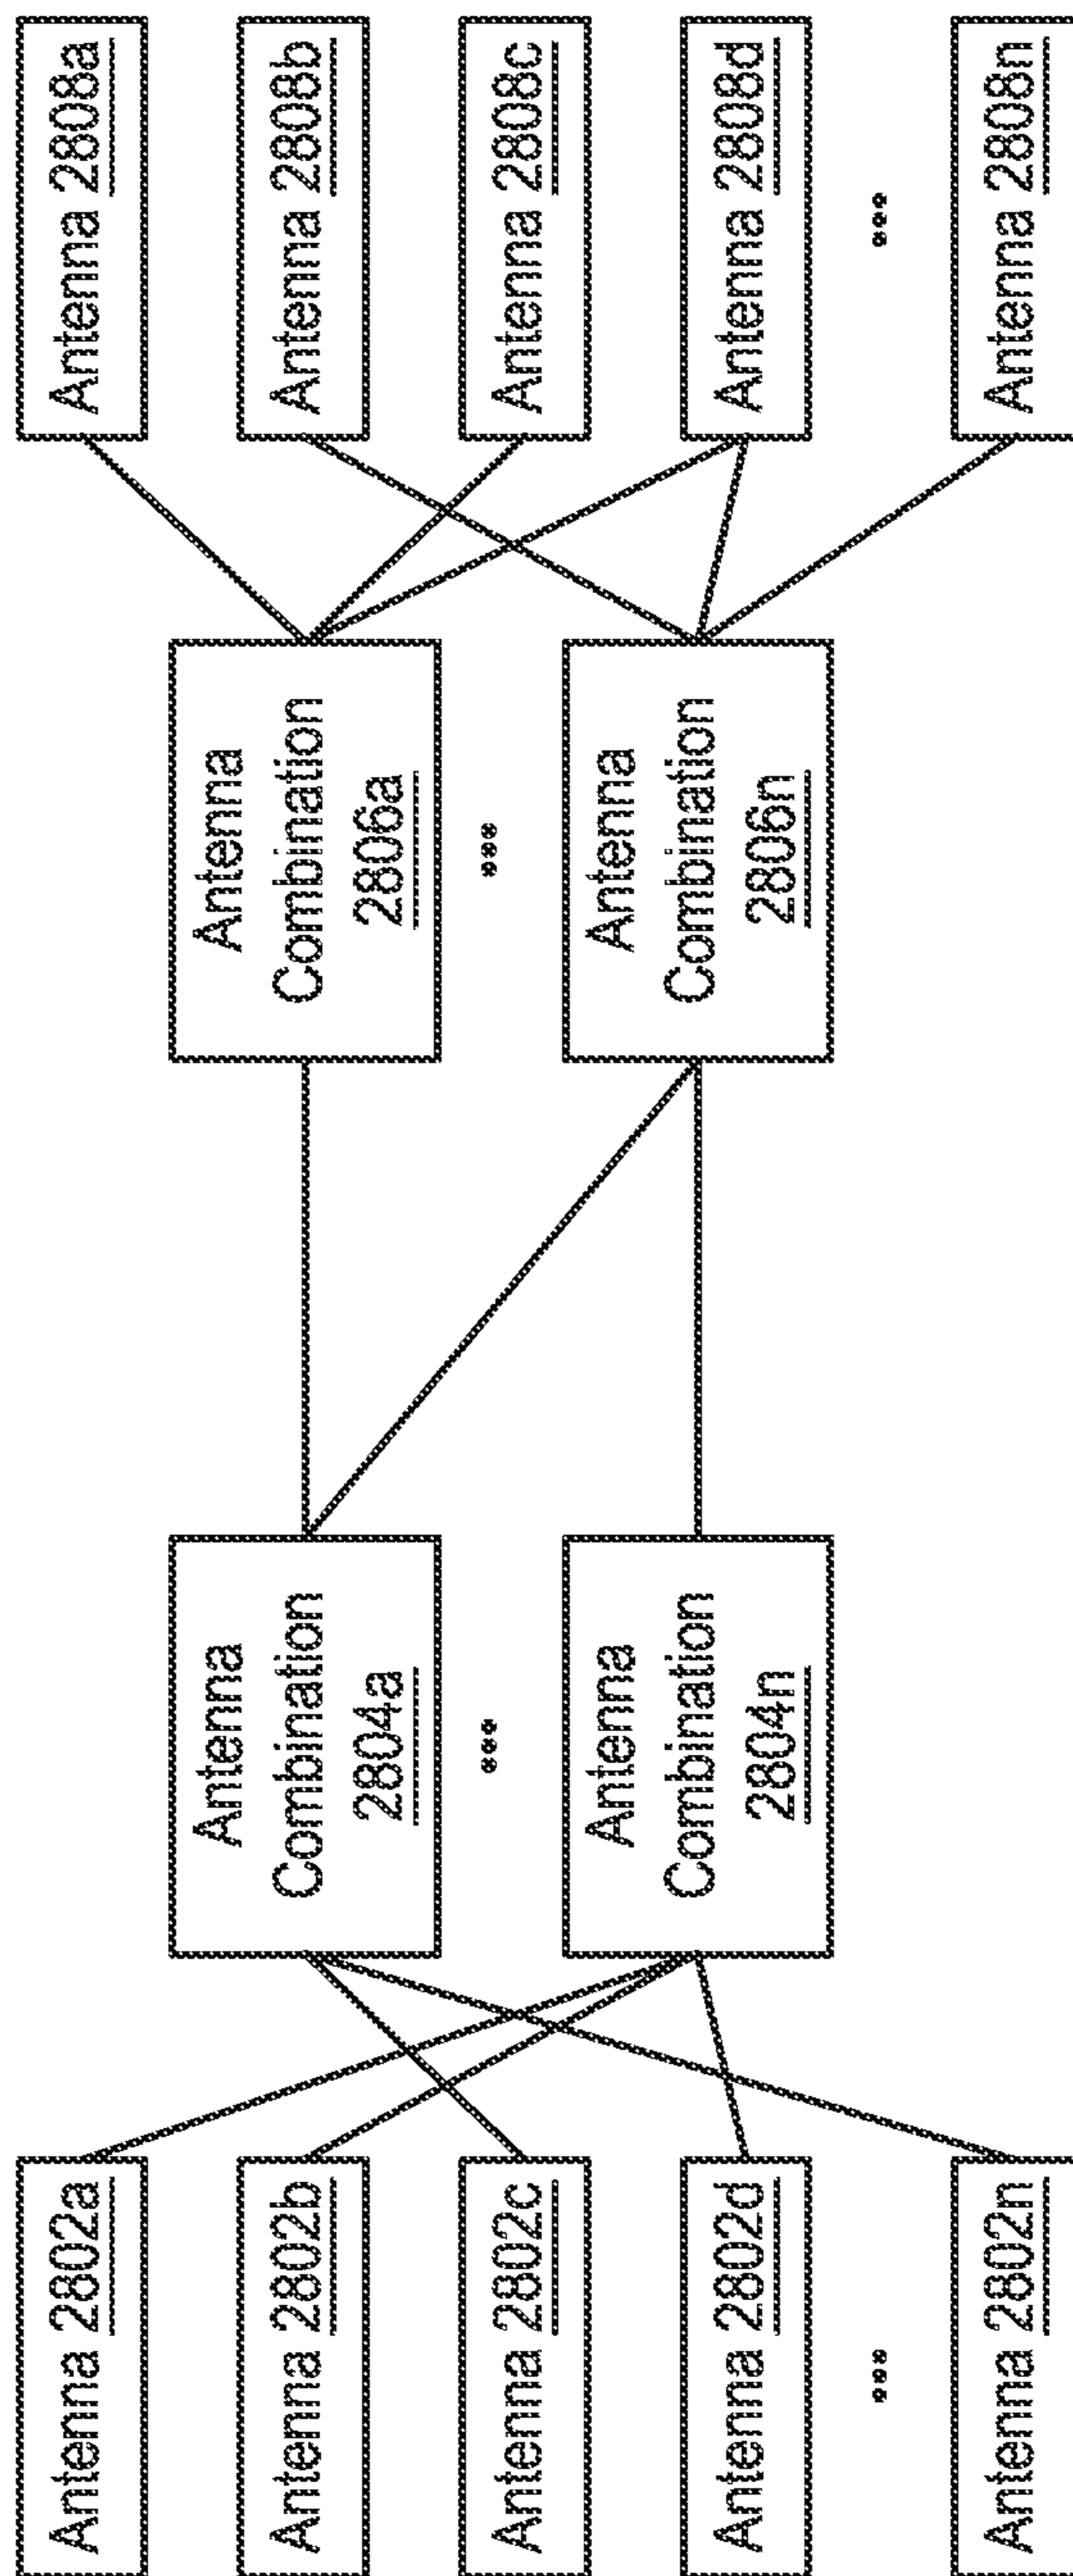 Antenna 2802a
Antenna 2802b
Antenna 2802c
Antenna 2802d
...
Antenna 2802n
Antenna
Combination
2804a
...
Antenna
Combination
2804n
Antenna
Combination
2806a
...
Antenna
Combination
2806n
Antenna 2808a
Antenna 2808b
Antenna 2808c
Antenna 2808d
...
Antenna 2808n